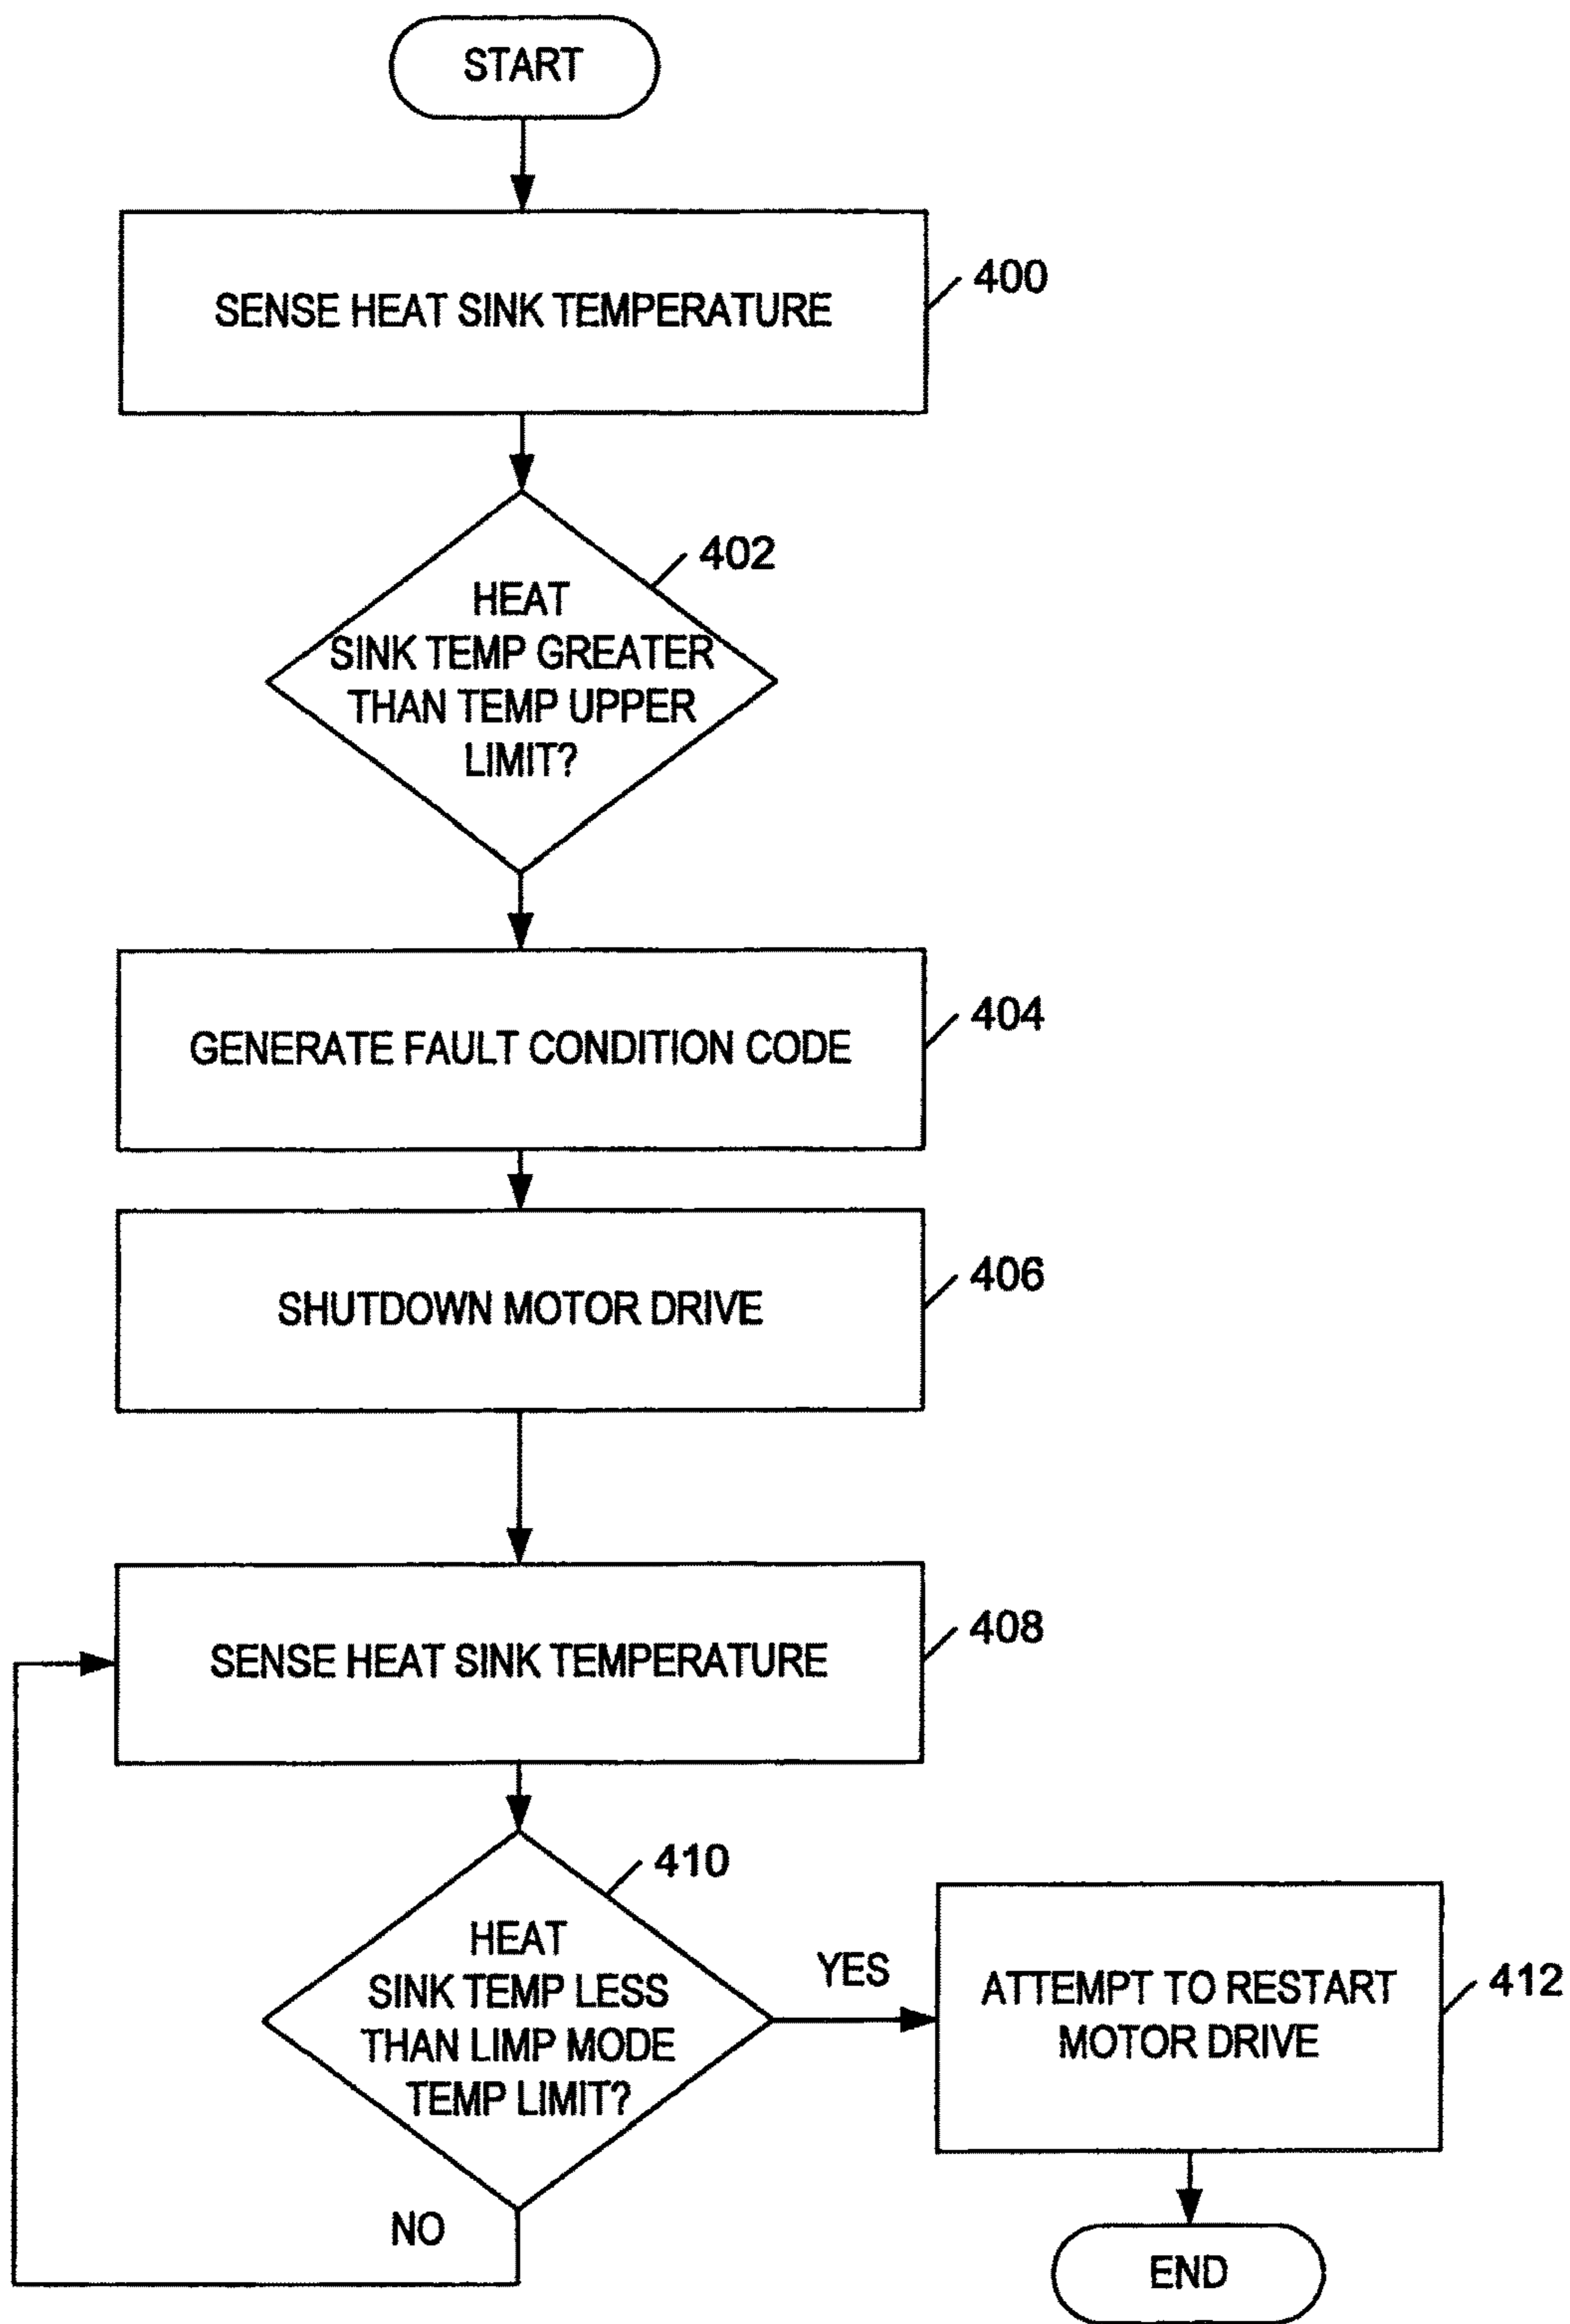 START
SENSE HEAT SINK TEMPERATURE
400
402
HEAT
SINK TEMP GREATER
THAN TEMP UPPER
LIMIT?
GENERATE FAULT CONDITION CODE
404
SHUTDOWN MOTOR DRIVE
406
SENSE HEAT SINK TEMPERATURE
408
410
HEAT
SINK TEMP LESS
THAN LIMP MODE
TEMP LIMIT?
YES
ATTEMPT TO RESTART
MOTOR DRIVE
412
NO
END